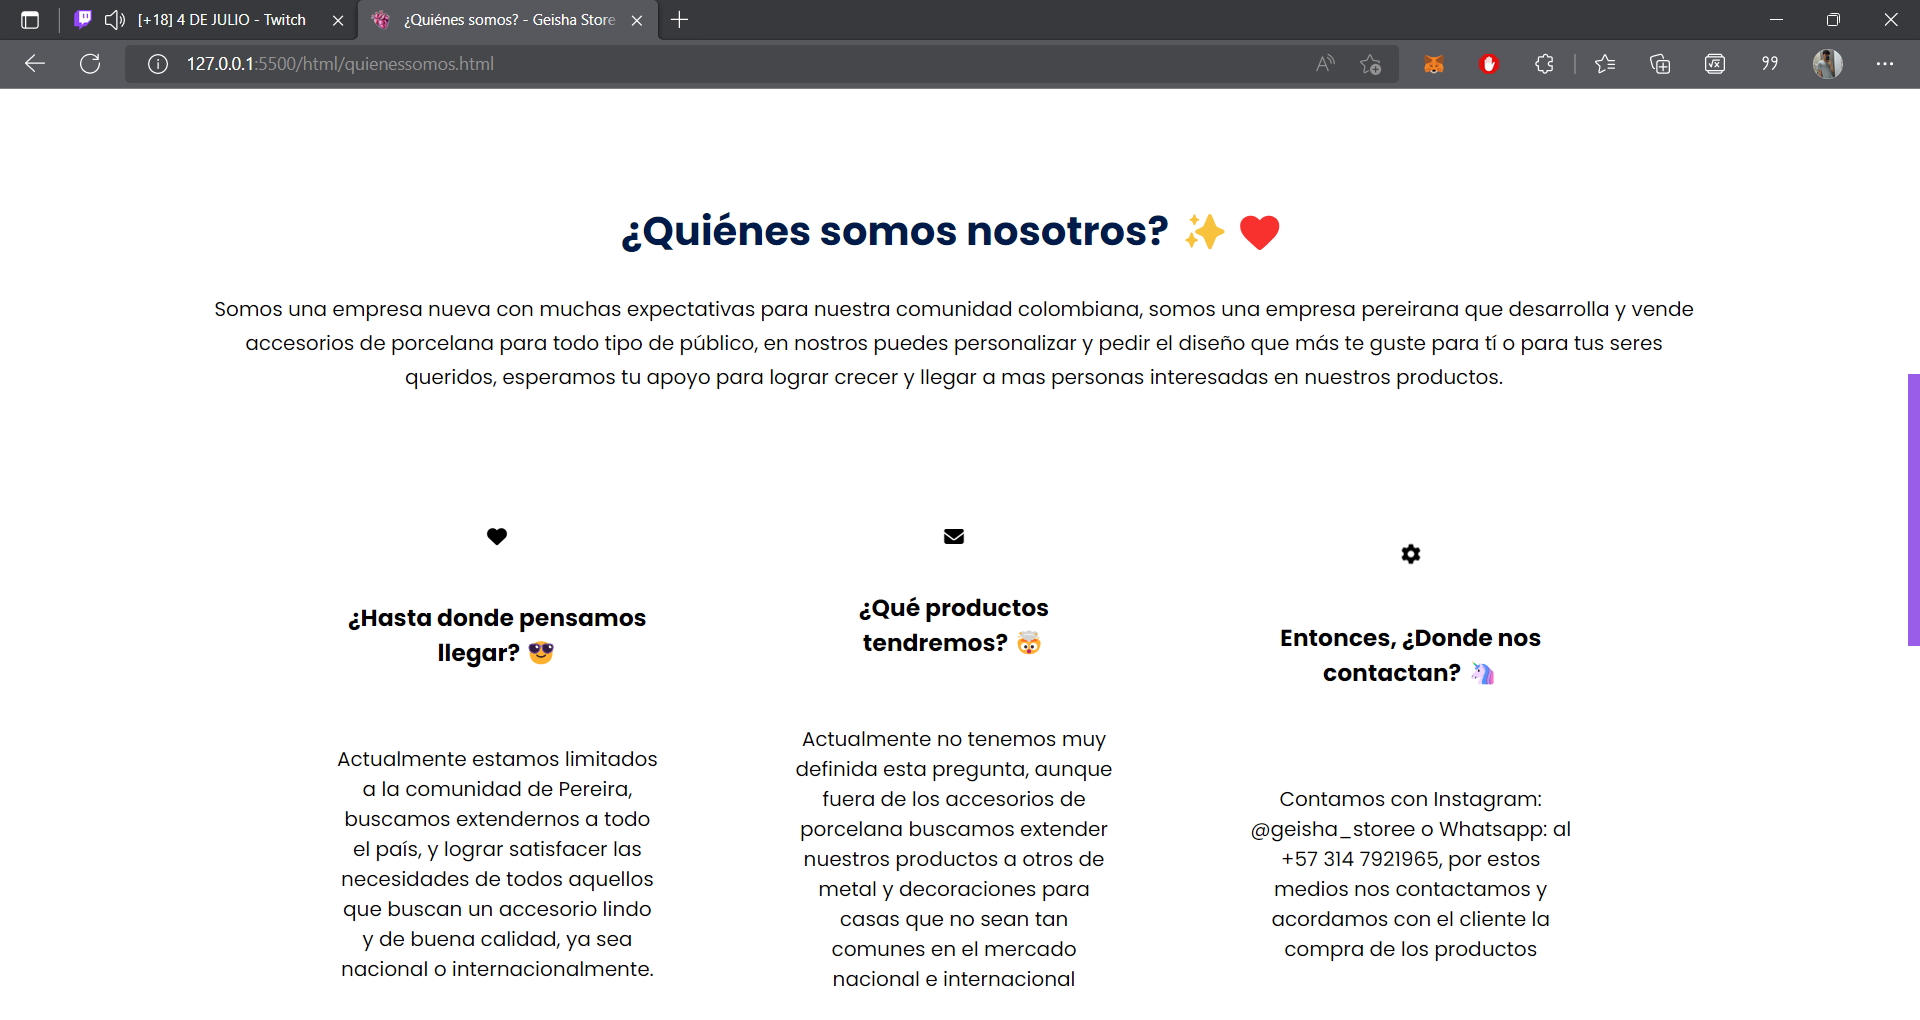 [+18] 4 DE JULIO - Twitch
¿Quiénes somos? - Geisha Store
127.0.0.1:5500/html/quienessomos.html
¿Quiénes somos nosotros? ✨ ❤️
Somos una empresa nueva con muchas expectativas para nuestra comunidad colombiana, somos una empresa pereirana que desarrolla y vende
accesorios de porcelana para todo tipo de público, en nostros puedes personalizar y pedir el diseño que más te guste para tí o para tus seres
queridos, esperamos tu apoyo para lograr crecer y llegar a mas personas interesadas en nuestros productos.
¿Hasta donde pensamos
llegar? 😎
Actualmente estamos limitados
a la comunidad de Pereira,
buscamos extendernos a todo
el país, y lograr satisfacer las
necesidades de todos aquellos
que buscan un accesorio lindo
y de buena calidad, ya sea
nacional o internacionalmente.
¿Qué productos
tendremos? 🤯
Actualmente no tenemos muy
definida esta pregunta, aunque
fuera de los accesorios de
porcelana buscamos extender
nuestros productos a otros de
metal y decoraciones para
casas que no sean tan
comunes en el mercado
nacional e internacional
Entonces, ¿Donde nos
contactan? 🦄
Contamos con Instagram:
@geisha_storee o Whatsapp: al
+57 314 7921965, por estos
medios nos contactamos y
acordamos con el cliente la
compra de los productos